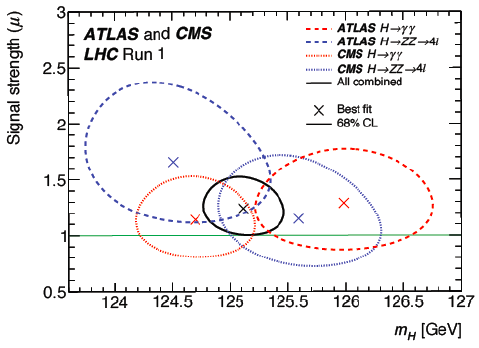 Signal strength (μ)
3
2.5
2
1.5
1
0.5
ATLAS and CMS
LHC Run 1
ATLAS H→γγ
ATLAS H→ZZ→4l
CMS H→γγ
CMS H→ZZ→4l
All combined
Best fit
68% CL
124 124.5 125 125.5 126 126.5 127
m_H [GeV]